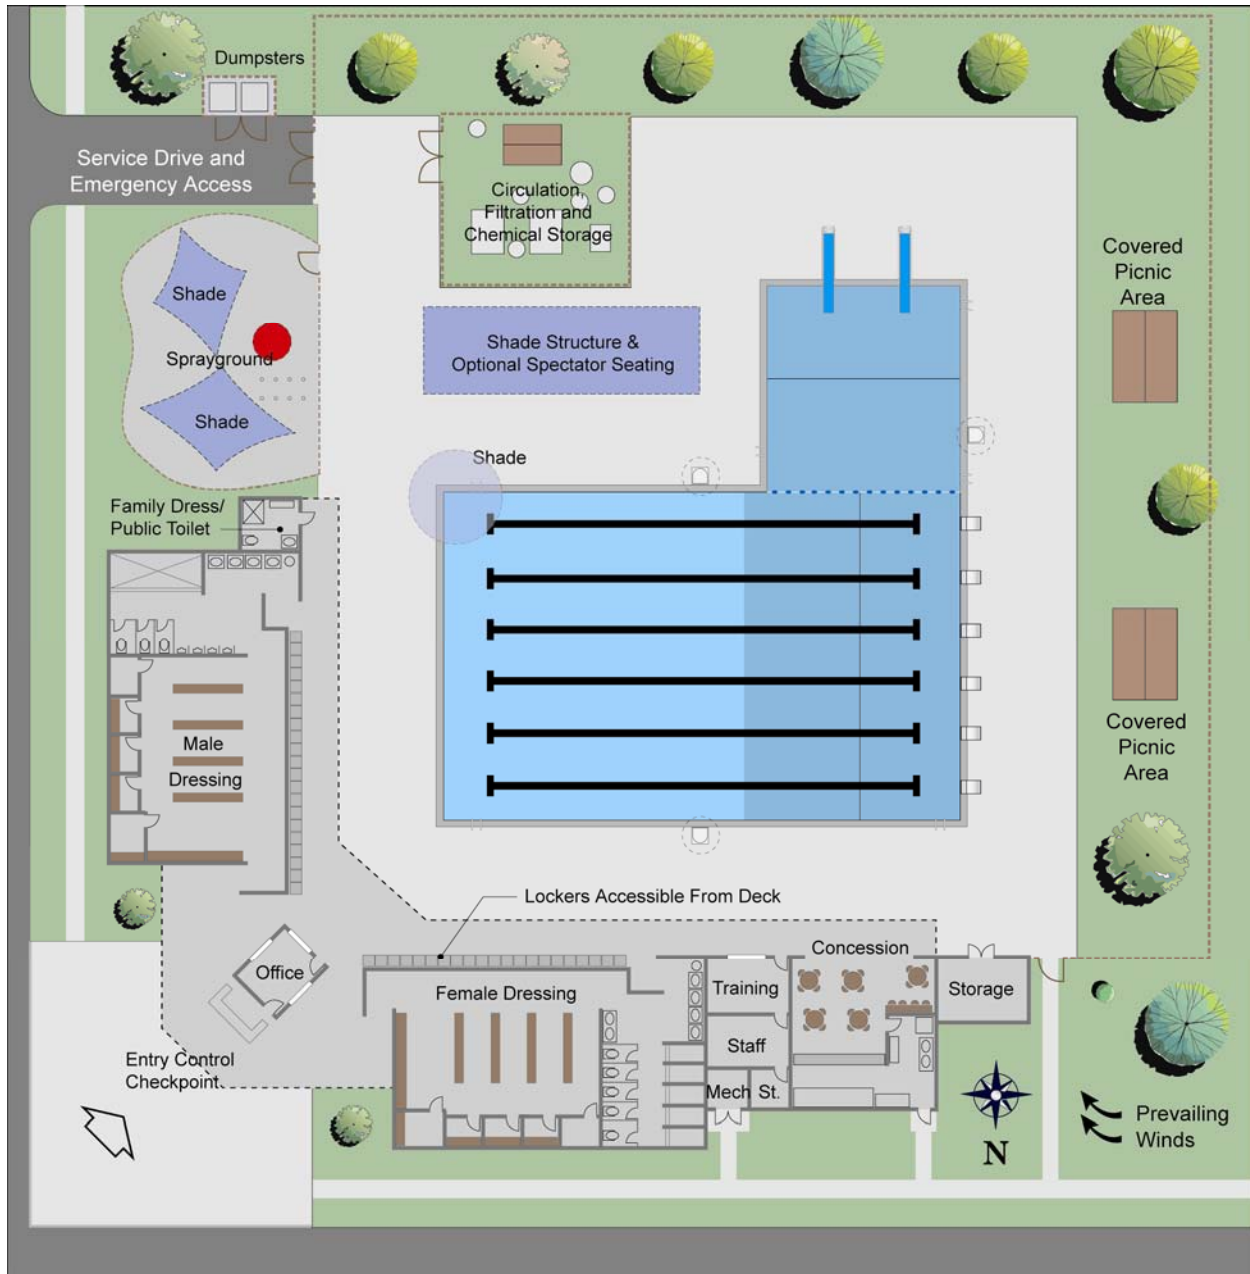 Dumpsters
Service Drive and
Emergency Access
Circulation,
Filtration and
Chemical Storage
Covered
Picnic
Area
Shade
Shade Structure &
Optional Spectator Seating
Sprayground
Shade
Shade
Family Dress/
Public Toilet
Male
Dressing
Covered
Picnic
Area
Lockers Accessible From Deck
Concession
Office
Female Dressing
Training
Storage
Staff
Entry Control
Checkpoint
Mech St.
Prevailing
Winds
N